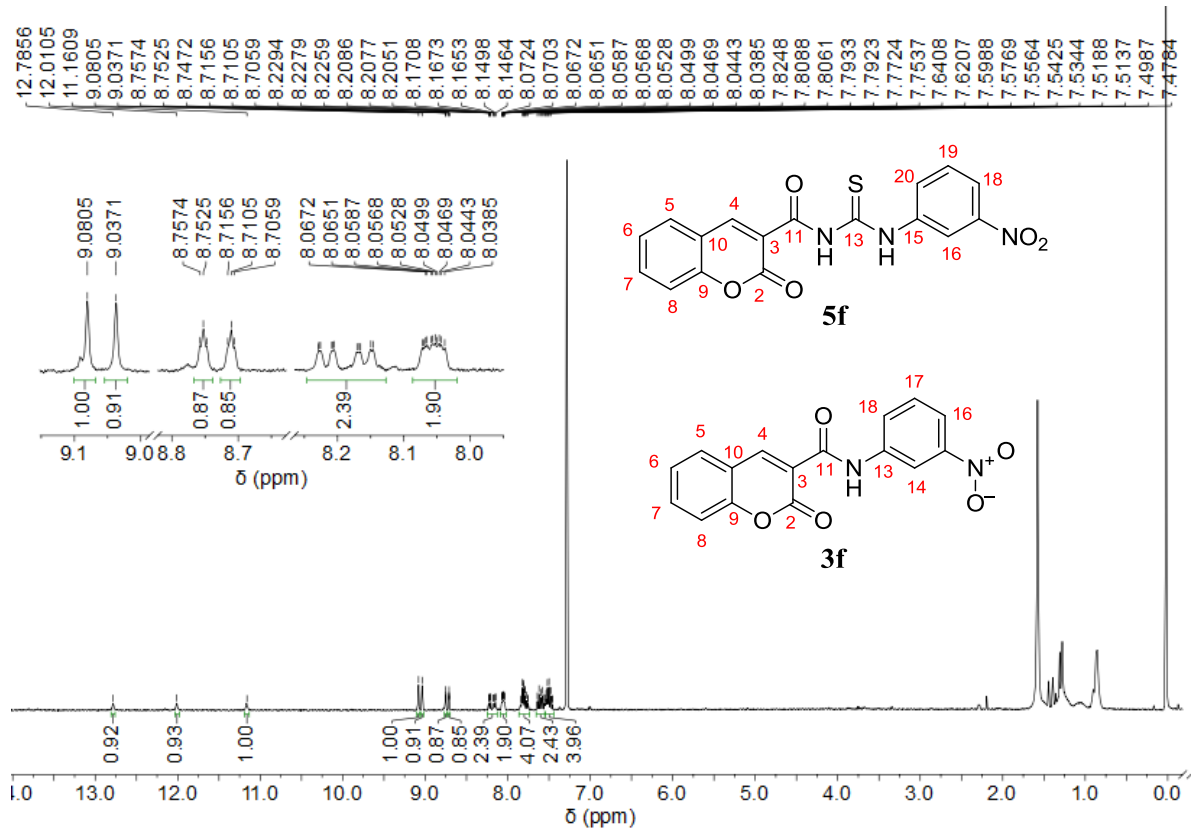 12.7856 12.0105 11.1609 9.0805 9.0371 8.7574 8.7525 8.7472 8.7156 8.7105 8.7059 8.2294 8.2279 8.2259 8.2086 8.2077 8.2051 8.1708 8.1673 8.1653 8.1498 8.1464 8.0724 8.0703 8.0672 8.0651 8.0587 8.0568 8.0528 8.0499 8.0469 8.0443 8.0385 7.8248 7.8088 7.8061 7.7933 7.7923 7.7724 7.7537 7.6408 7.6207 7.5988 7.5769 7.5564 7.5425 7.5344 7.5188 7.5137 7.4987 7.4784
9.0805 9.0371 8.7574 8.7525 8.7156 8.7105 8.7059 8.0672 8.0651 8.0587 8.0568 8.0528 8.0499 8.0469 8.0443 8.0385
1.00 0.91 0.87 0.85 2.39 1.90
9.1 9.0 8.8 8.7 8.2 8.1 8.0
δ (ppm) δ (ppm)
19
O S 20 18
5 4
6 10 3 11 N 13 N 15 16 NO₂
H H
7 9 O 2 O
8
5f
17
O 18 16
5 4
6 10 3 11 N 13 14 N⁺ O
H O⁻
7 9 O 2 O
8
3f
0.92 0.93 1.00 1.00 0.91 0.87 0.85 2.39 1.90 4.07 2.43 3.96
4.0 13.0 12.0 11.0 10.0 9.0 8.0 7.0 6.0 5.0 4.0 3.0 2.0 1.0 0.0
δ (ppm)